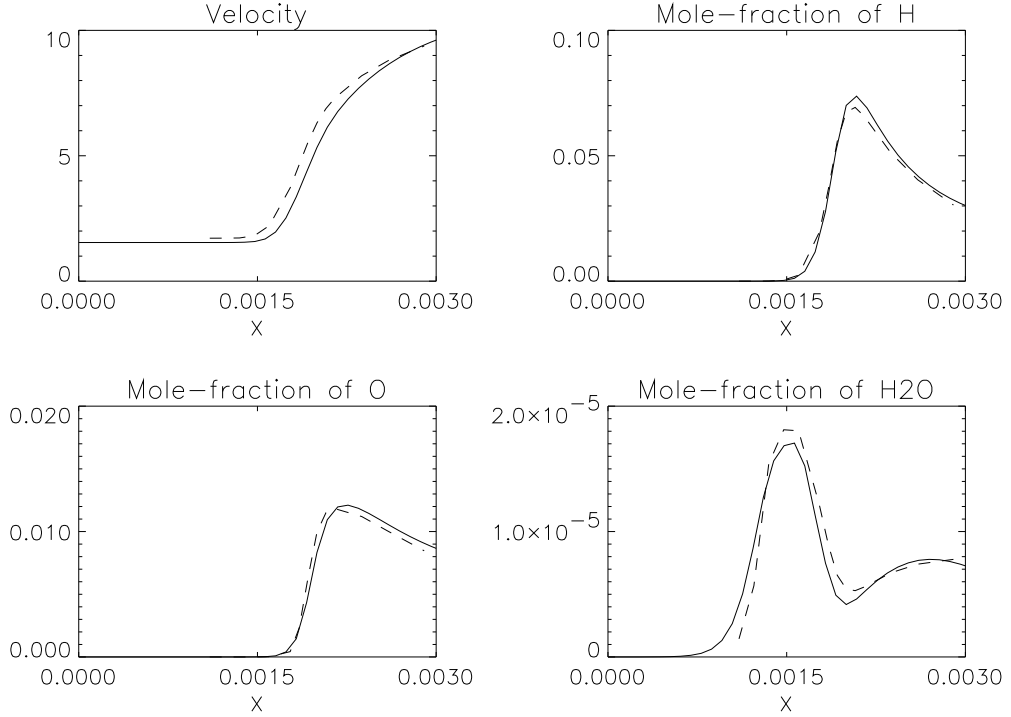 Velocity
10
5
0
0.0000 0.0015 0.0030
X
Mole-fraction of H
0.10
0.05
0.00
0.0000 0.0015 0.0030
X
Mole-fraction of O
0.020
0.010
0.000
0.0000 0.0015 0.0030
X
Mole-fraction of H2O
2.0×10⁻⁵
1.0×10⁻⁵
0
0.0000 0.0015 0.0030
X